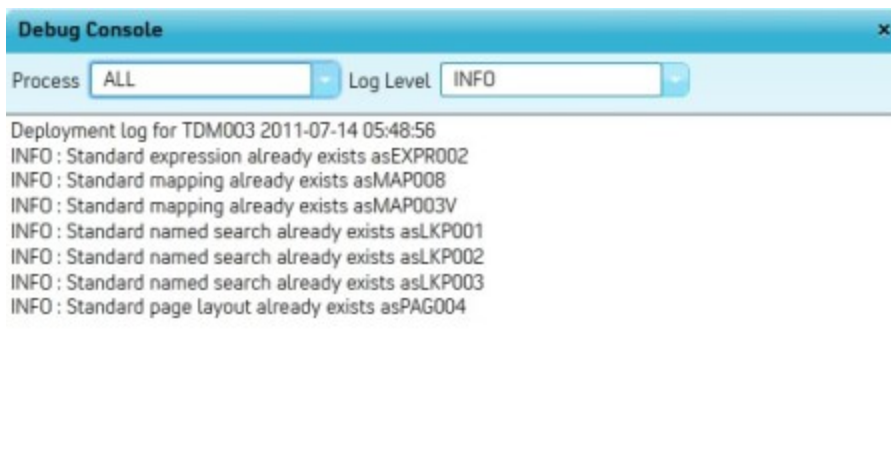 Debug Console ×
Process ALL Log Level INFO
Deployment log for TDM003 2011-07-14 05:48:56
INFO : Standard expression already exists asEXPR002
INFO : Standard mapping already exists asMAP008
INFO : Standard mapping already exists asMAP003V
INFO : Standard named search already exists asLKP001
INFO : Standard named search already exists asLKP002
INFO : Standard named search already exists asLKP003
INFO : Standard page layout already exists asPAG004